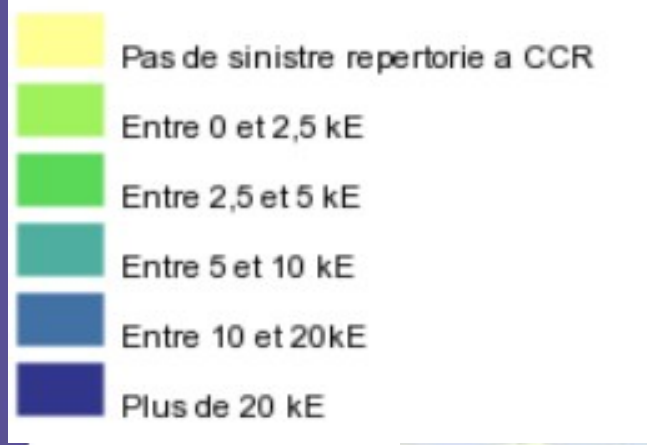 Pas de sinistre repertorie a CCR
Entre 0 et 2,5 kE
Entre 2,5 et 5 kE
Entre 5 et 10 kE
Entre 10 et 20kE
Plus de 20 kE